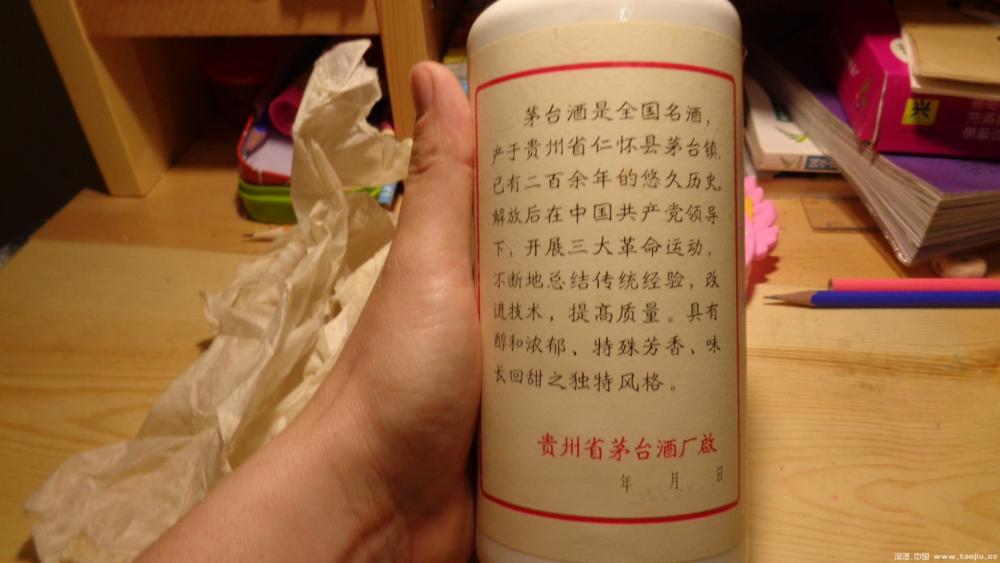 茅台酒是全国名酒，
产于贵州省仁怀县茅台镇，
已有二百余年的悠久历史。
解放后在中国共产党领导
下，开展三大革命运动，
不断地总结传统经验，改
进技术，提高质量。具有
醇和浓郁、特殊芳香、味
长回甜之独特风格。
贵州省茅台酒厂啟
年 月 日
兴
淘酒.中国 www.taojiu.cc